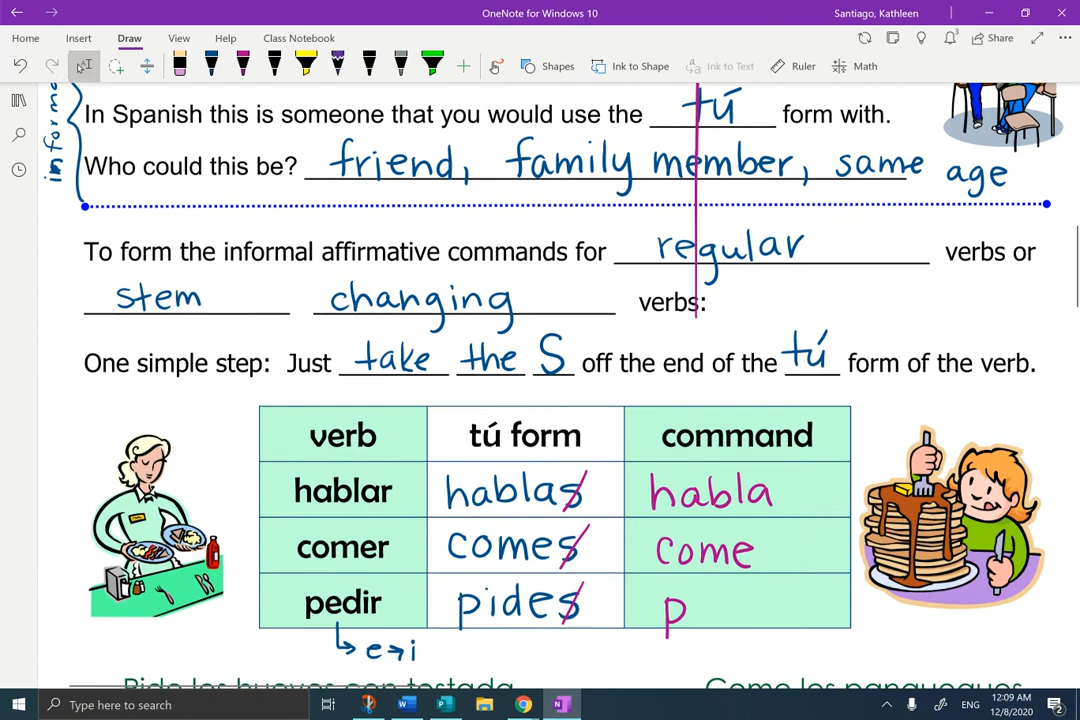 OneNote for Windows 10
Santiago, Kathleen
Home Insert Draw View Help Class Notebook Share
Shapes Ink to Shape Ink to Text Ruler Math
In Spanish this is someone that you would use the tú form with.
Who could this be? friend, family member, same age
To form the informal affirmative commands for regular verbs or
stem changing verbs:
One simple step: Just take the S off the end of the tú form of the verb.
verb tú form command
hablar hablas habla
comer comes come
pedir pides p
e→i
Type here to search
ENG 12:09 AM
12/8/2020 2